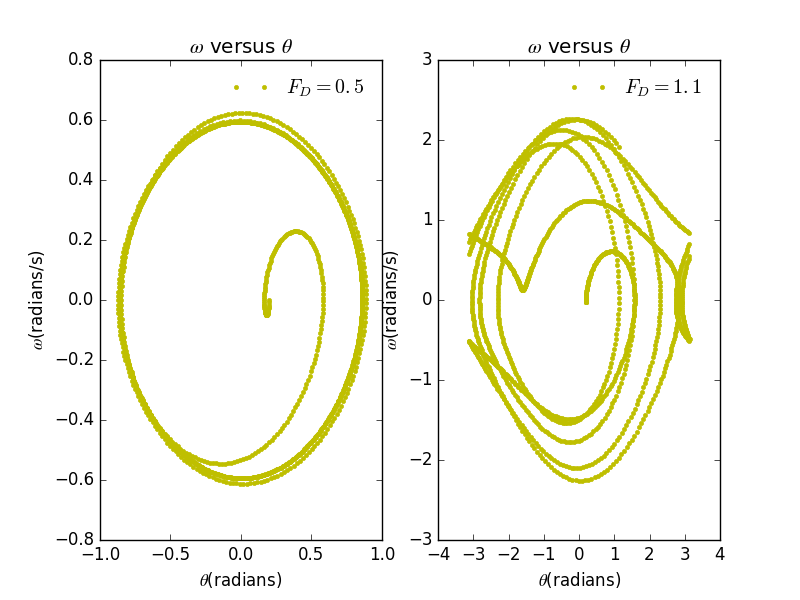 ω versus θ
F_D = 0.5
0.8
0.6
0.4
0.2
0.0
−0.2
−0.4
−0.6
−0.8
ω(radians/s)
−1.0 −0.5 0.0 0.5 1.0
θ(radians)
ω versus θ
F_D = 1.1
3
2
1
0
−1
−2
−3
ω(radians/s)
−4 −3 −2 −1 0 1 2 3 4
θ(radians)